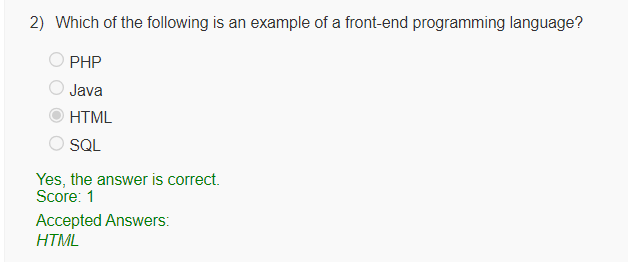 2) Which of the following is an example of a front-end programming language?
PHP
Java
HTML
SQL
Yes, the answer is correct.
Score: 1
Accepted Answers:
HTML